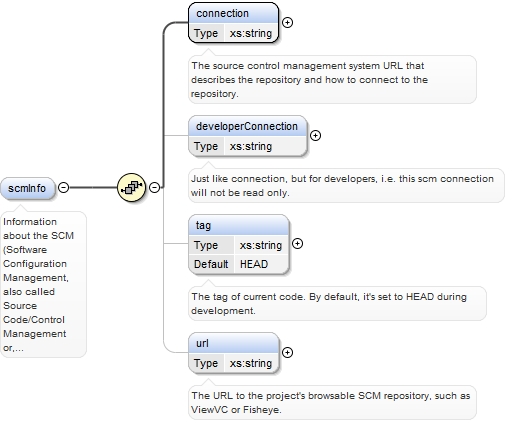 connection
Type xs:string
The source control management system URL that
describes the repository and how to connect to the
repository.
developerConnection
Type xs:string
Just like connection, but for developers, i.e. this scm connection
will not be read only.
scmInfo
Information
about the SCM
(Software
Configuration
Management,
also called
Source
Code/Control
Management
or,...
tag
Type xs:string
Default HEAD
The tag of current code. By default, it's set to HEAD during
development.
url
Type xs:string
The URL to the project's browsable SCM repository, such as
ViewVC or Fisheye.